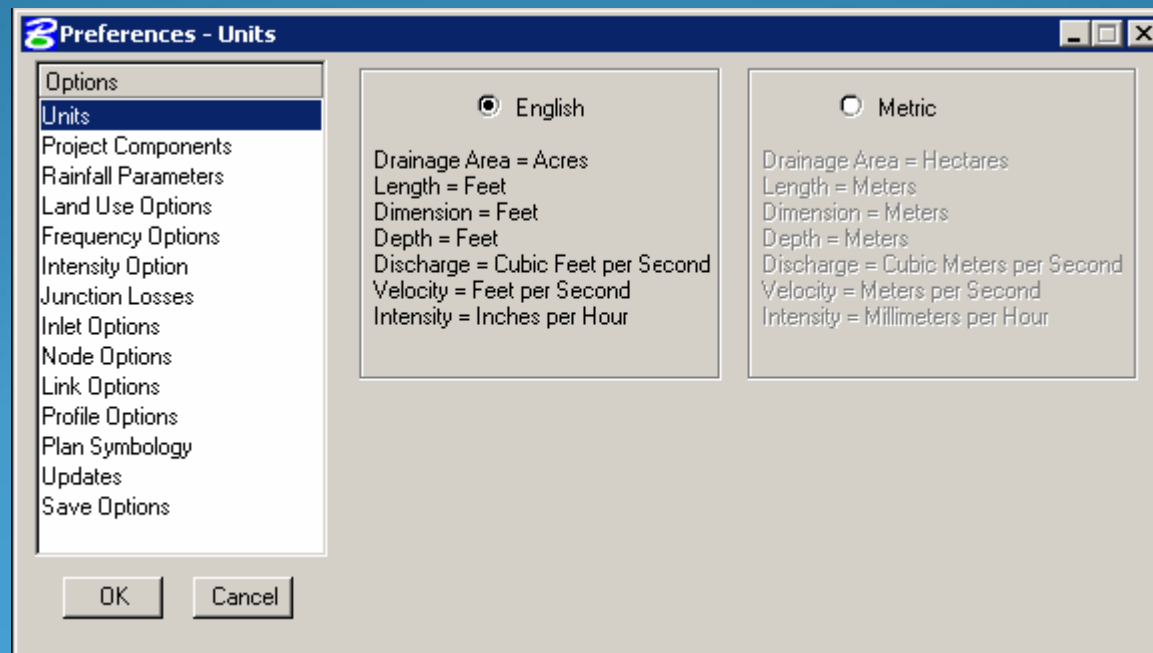 Preferences - Units
Options
Units
Project Components
Rainfall Parameters
Land Use Options
Frequency Options
Intensity Option
Junction Losses
Inlet Options
Node Options
Link Options
Profile Options
Plan Symbology
Updates
Save Options
OK
Cancel
English
Drainage Area = Acres
Length = Feet
Dimension = Feet
Depth = Feet
Discharge = Cubic Feet per Second
Velocity = Feet per Second
Intensity = Inches per Hour
Metric
Drainage Area = Hectares
Length = Meters
Dimension = Meters
Depth = Meters
Discharge = Cubic Meters per Second
Velocity = Meters per Second
Intensity = Millimeters per Hour